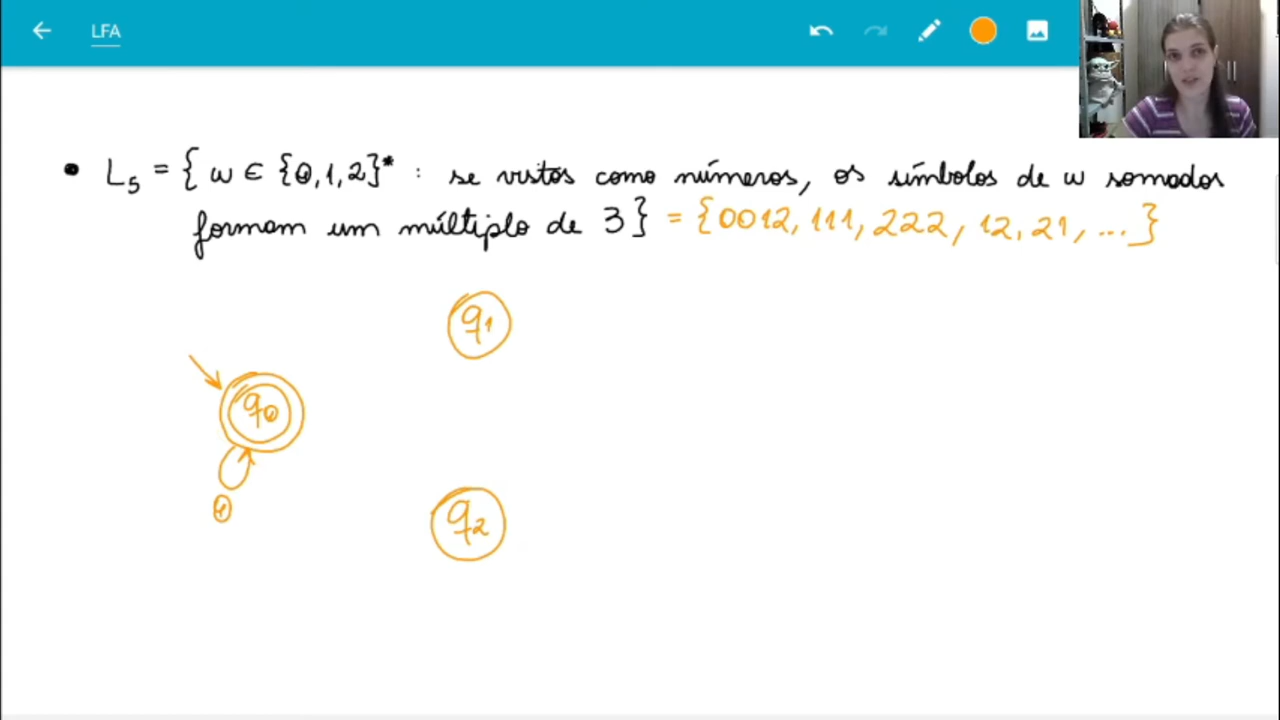 LFA
• L5 = { w ∈ {0,1,2}* : se vistos como números, os símbolos de w somados
formam um múltiplo de 3 } = {0012, 111, 222, 12, 21, ...}
q1
q0
0
q2